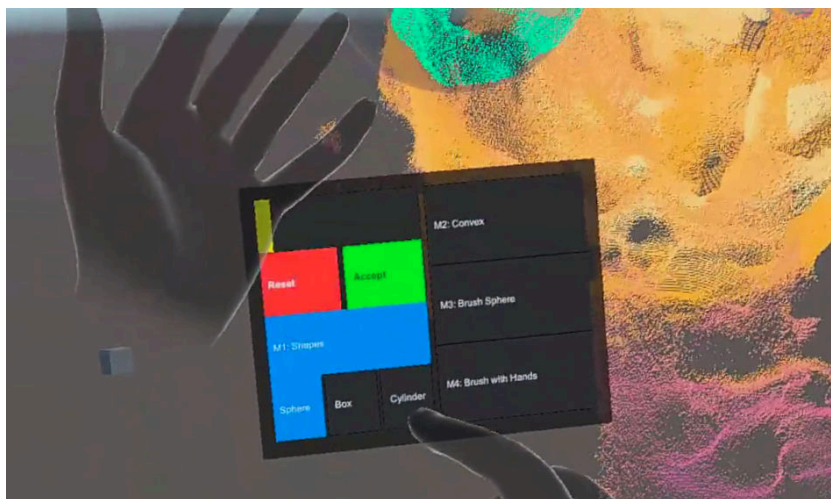 Reset
Accept
M1: Shapes
Sphere
Box
Cylinder
M2: Convex
M3: Brush Sphere
M4: Brush with Hands